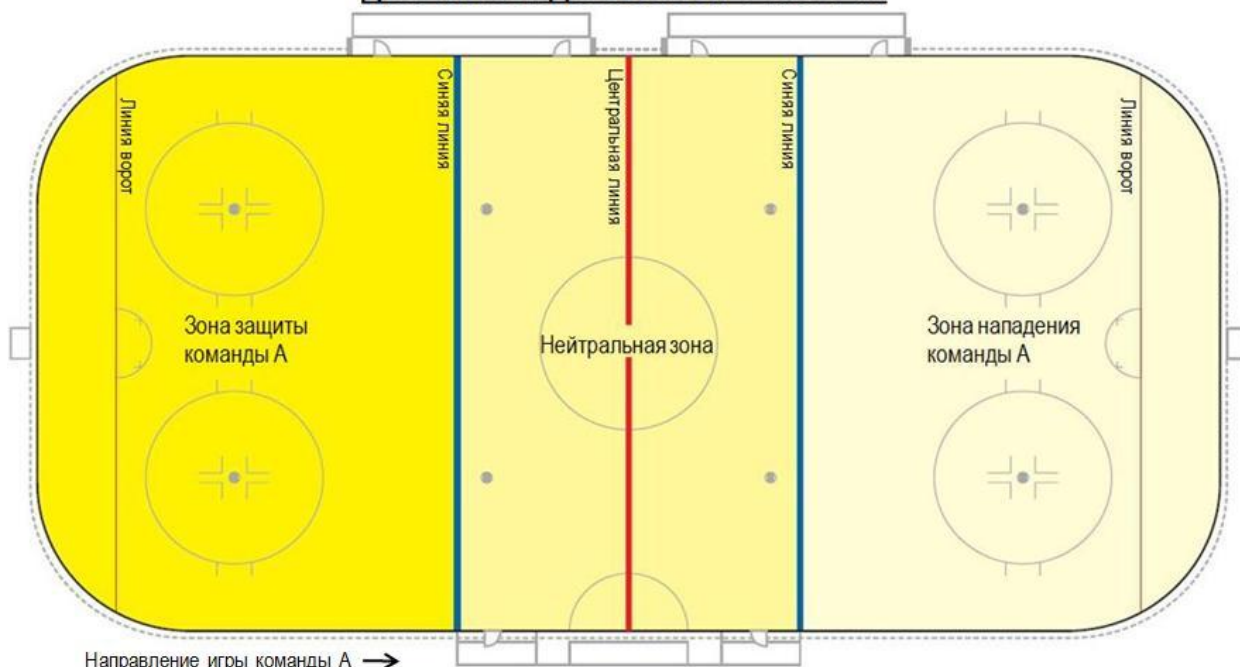 Линия ворот
Синяя линия
Центральная линия
Синяя линия
Линия ворот
Зона защиты
команды А
Нейтральная зона
Зона нападения
команды А
Направление игры команды А →